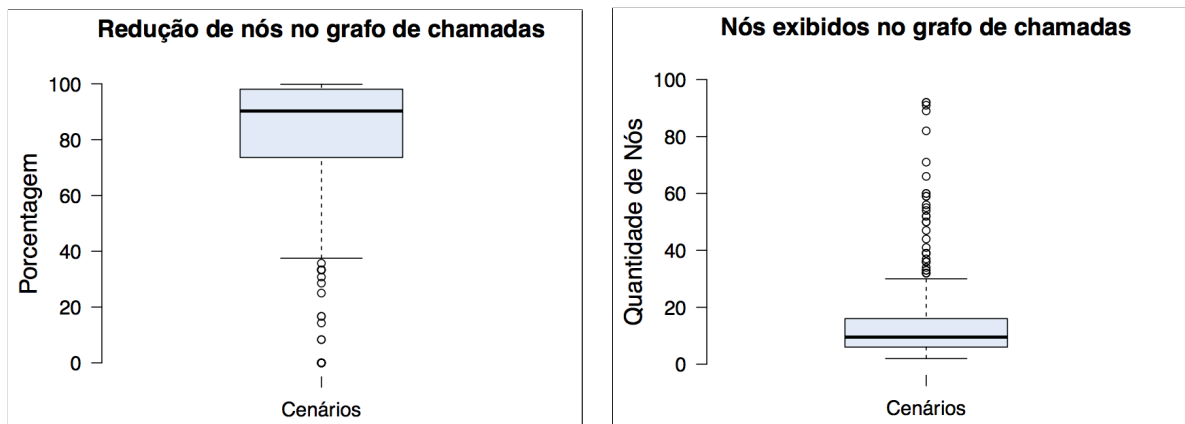 Redução de nós no grafo de chamadas
Porcentagem
100
80
60
40
20
0
Cenários
Nós exibidos no grafo de chamadas
Quantidade de Nós
100
80
60
40
20
0
Cenários